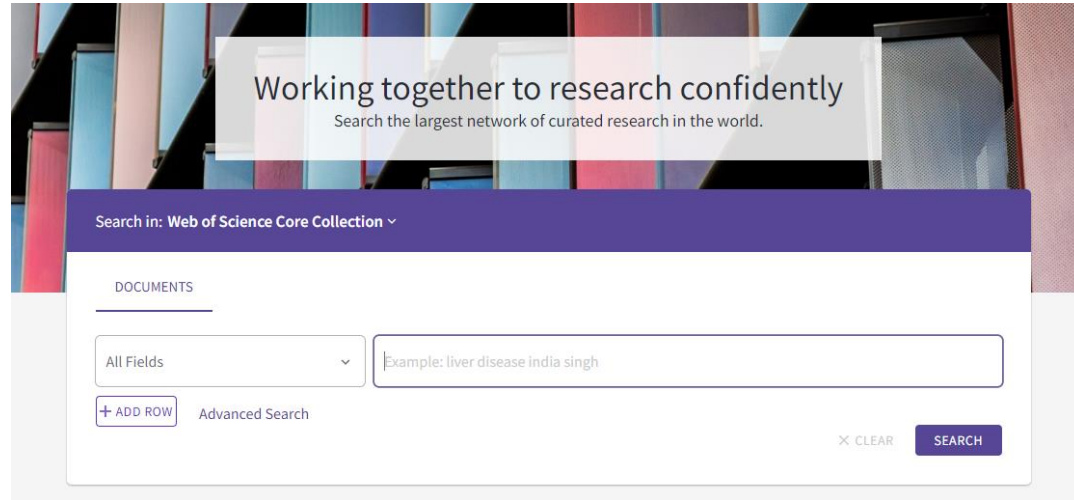 Working together to research confidently
Search the largest network of curated research in the world.
Search in: Web of Science Core Collection
DOCUMENTS
All Fields
Example: liver disease india singh
+ ADD ROW
Advanced Search
× CLEAR
SEARCH